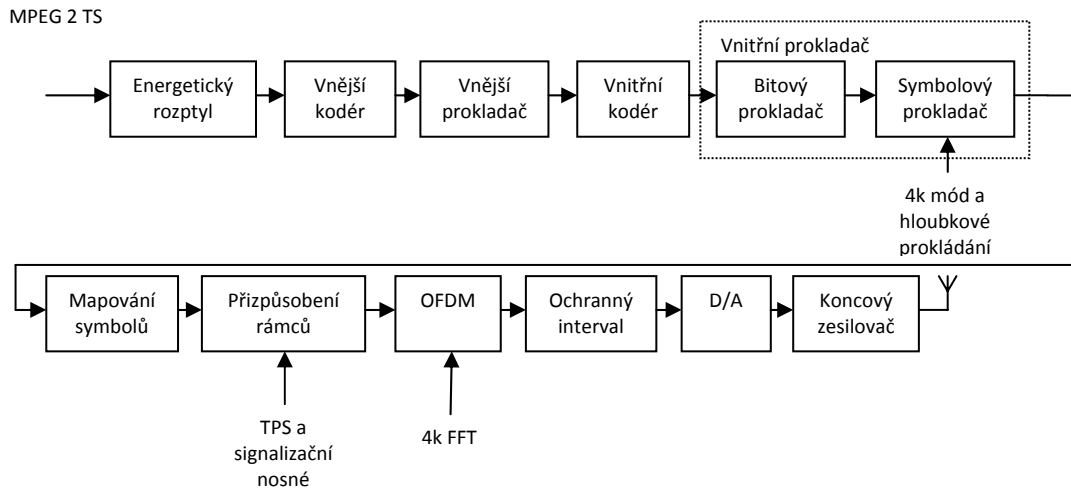 MPEG 2 TS
Vnitřní prokladač
Energetický
rozptyl
Vnější
kodér
Vnější
prokladač
Vnitřní
kodér
Bitový
prokladač
Symbolový
prokladač
4k mód a
hloubkové
prokládání
Mapování
symbolů
Přizpůsobení
rámců
OFDM
Ochranný
interval
D/A
Koncový
zesilovač
TPS a
signalizační
nosné
4k FFT